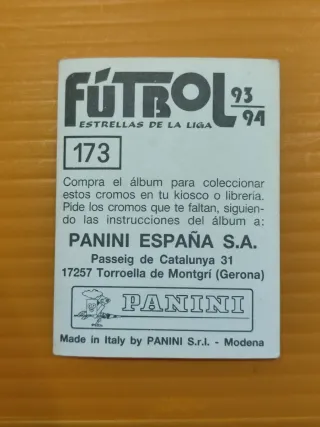 FÚTBOL 93/94
ESTRELLAS DE LA LIGA
173
Compra el álbum para coleccionar
estos cromos en tu kiosco o librería.
Pide los cromos que te faltan, siguien-
do las instrucciones del álbum a:
PANINI ESPAÑA S.A.
Passeig de Catalunya 31
17257 Torroella de Montgrí (Gerona)
PANINI
Made in Italy by PANINI S.r.l. - Modena